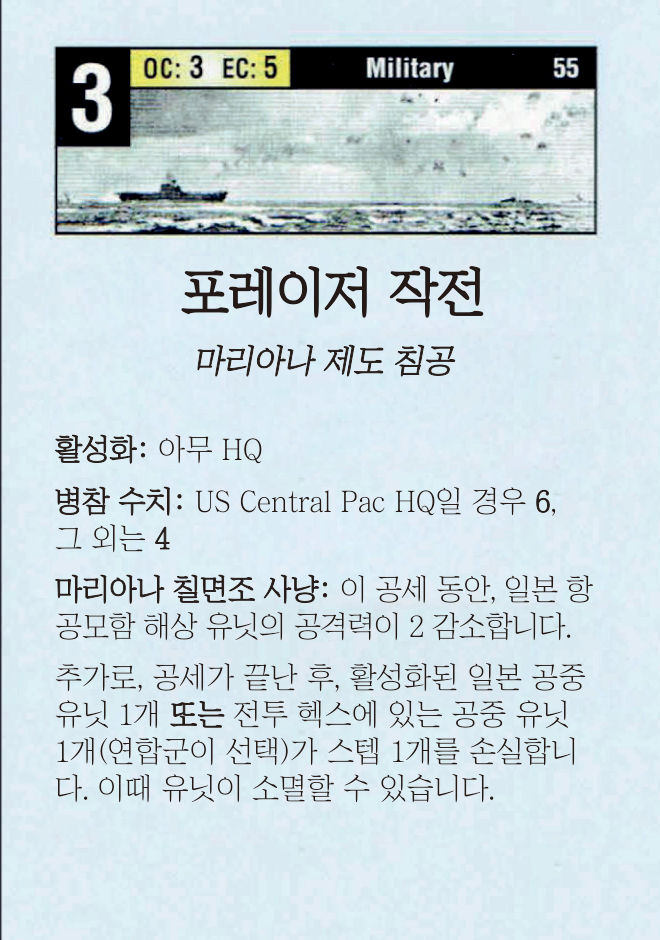 3 OC: 3 EC: 5 Military 55
포레이저 작전
마리아나 제도 침공
활성화: 아무 HQ
병참 수치: US Central Pac HQ일 경우 6,
그 외는 4
마리아나 칠면조 사냥: 이 공세 동안, 일본 항
공모함 해상 유닛의 공격력이 2 감소합니다.
추가로, 공세가 끝난 후, 활성화된 일본 공중
유닛 1개 또는 전투 헥스에 있는 공중 유닛
1개(연합군이 선택)가 스텝 1개를 손실합니
다. 이때 유닛이 소멸할 수 있습니다.